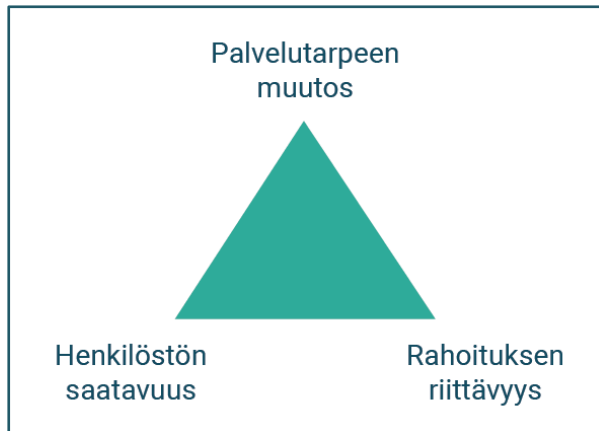 Palvelutarpeen
muutos
Henkilöstön
saatavuus
Rahoituksen
riittävyys